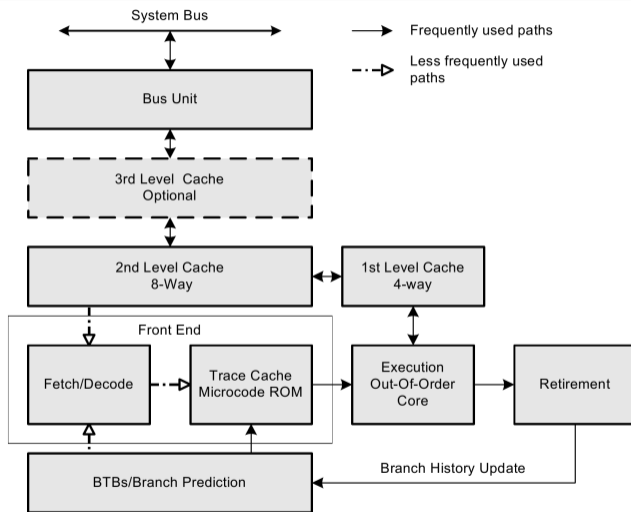 System Bus
Frequently used paths
Less frequently used
paths
Bus Unit
3rd Level Cache
Optional
2nd Level Cache
8-Way
1st Level Cache
4-way
Front End
Fetch/Decode
Trace Cache
Microcode ROM
Execution
Out-Of-Order
Core
Retirement
BTBs/Branch Prediction
Branch History Update